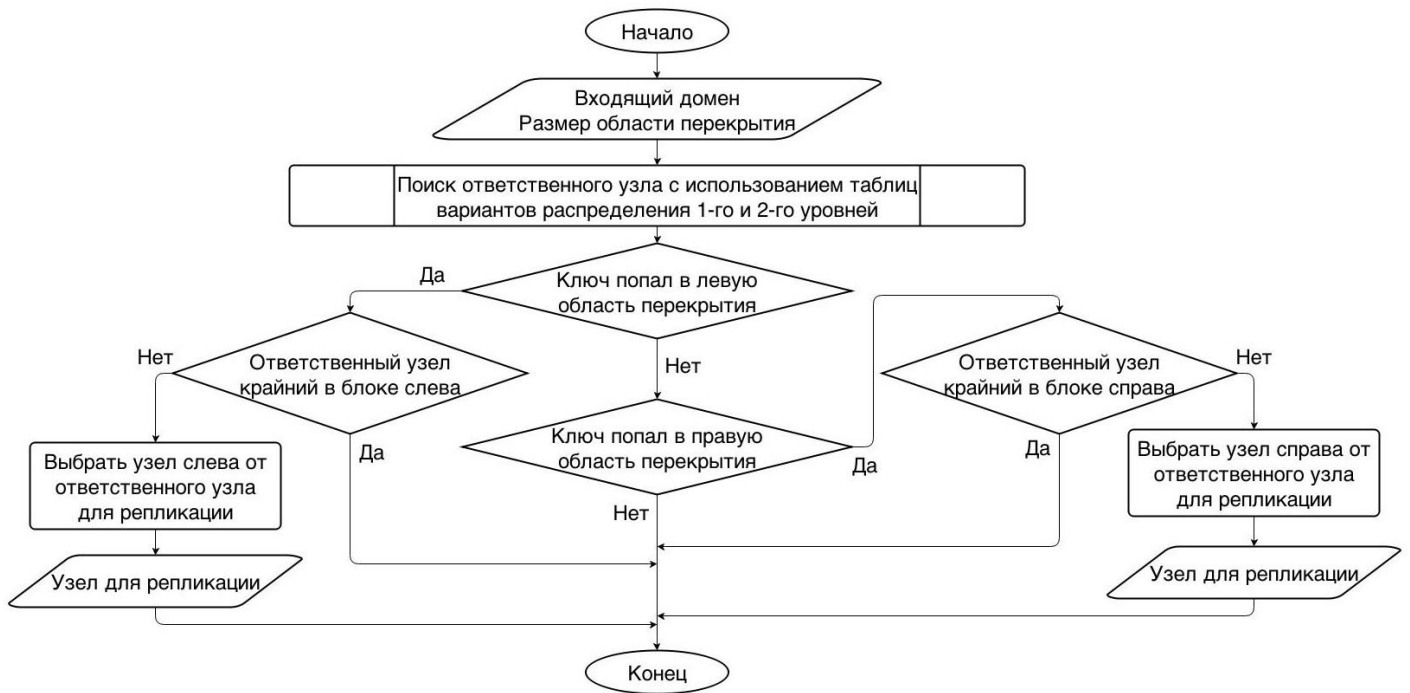 Начало
Входящий домен
Размер области перекрытия
Поиск ответственного узла с использованием таблиц
вариантов распределения 1-го и 2-го уровней
Да
Ключ попал в левую
область перекрытия
Нет
Ответственный узел
крайний в блоке слева
Нет
Ответственный узел
крайний в блоке справа
Нет
Да
Ключ попал в правую
область перекрытия
Да
Да
Выбрать узел слева от
ответственного узла
для репликации
Выбрать узел справа от
ответственного узла
для репликации
Нет
Узел для репликации
Узел для репликации
Конец